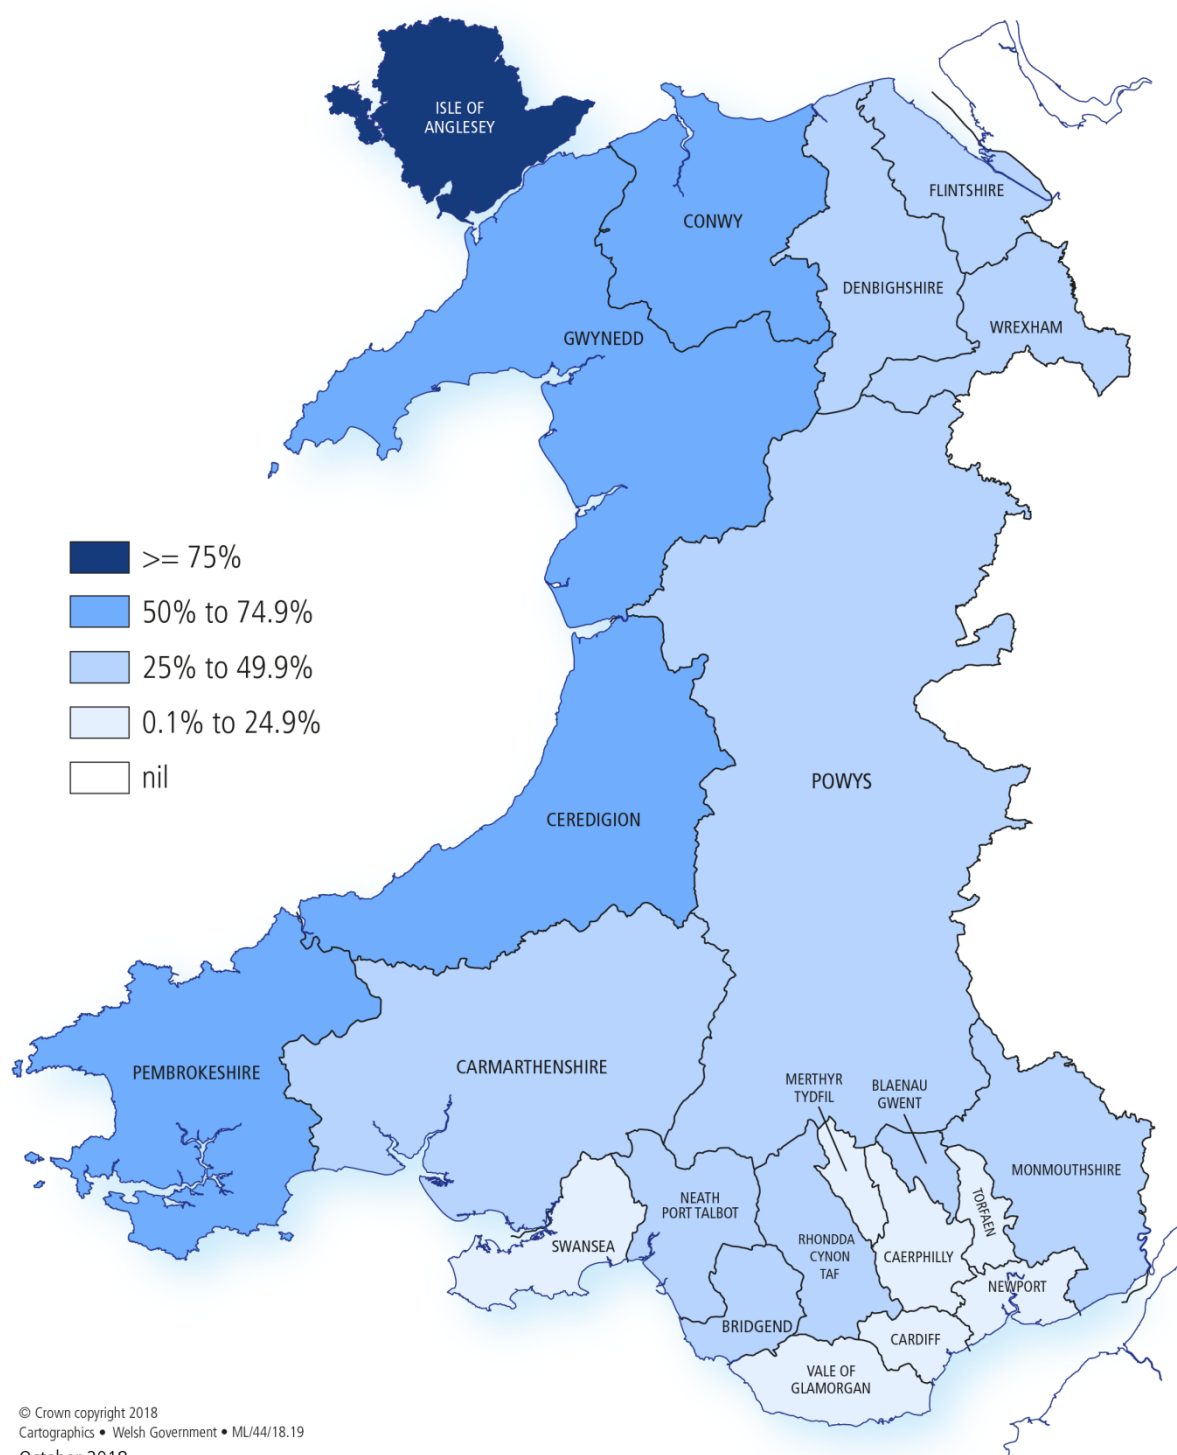 ISLE OF
ANGLESEY
FLINTSHIRE
CONWY
DENBIGHSHIRE
WREXHAM
GWYNEDD
>= 75%
50% to 74.9%
25% to 49.9%
0.1% to 24.9%
nil
POWYS
CEREDIGION
PEMBROKESHIRE
CARMARTHENSHIRE
MERTHYR
TYDFIL
BLAENAU
GWENT
MONMOUTHSHIRE
NEATH
PORT TALBOT
TORFAEN
SWANSEA
RHONDDA
CYNON
TAF
CAERPHILLY
NEWPORT
BRIDGEND
CARDIFF
VALE OF
GLAMORGAN
© Crown copyright 2018
Cartographics • Welsh Government • ML/44/18.19
October 2018